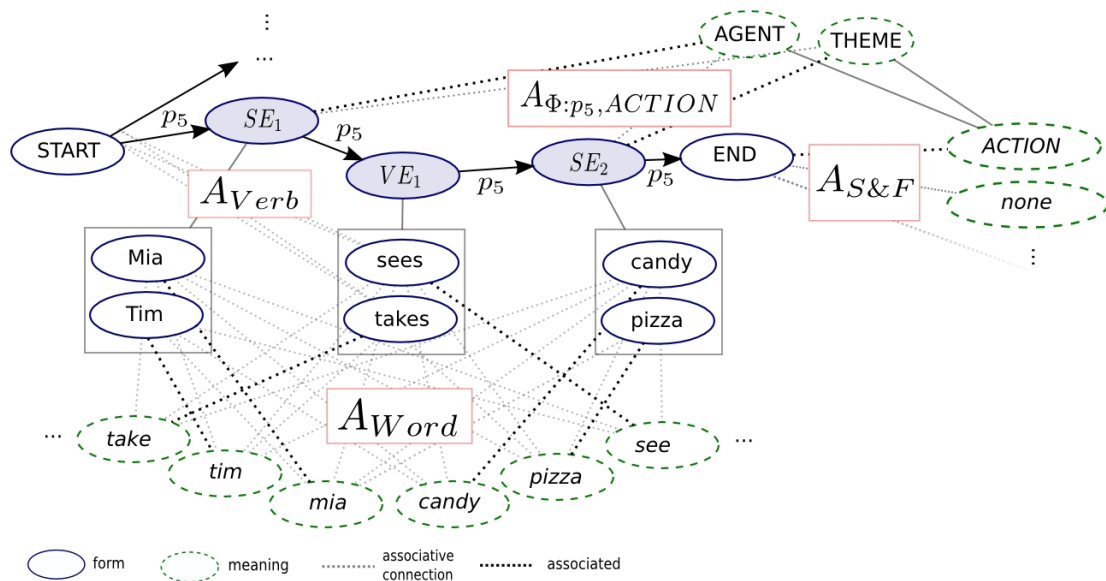 ⋮
...
AGENT
THEME
START
p₅
SE₁
p₅
VE₁
p₅
SE₂
p₅
END
A_{Φ:p₅,ACTION}
ACTION
A_{S&F}
none
⋮
A_{Verb}
Mia
Tim
sees
takes
candy
pizza
A_{Word}
...
take
tim
mia
candy
pizza
see
...
form
meaning
associative
connection
associated